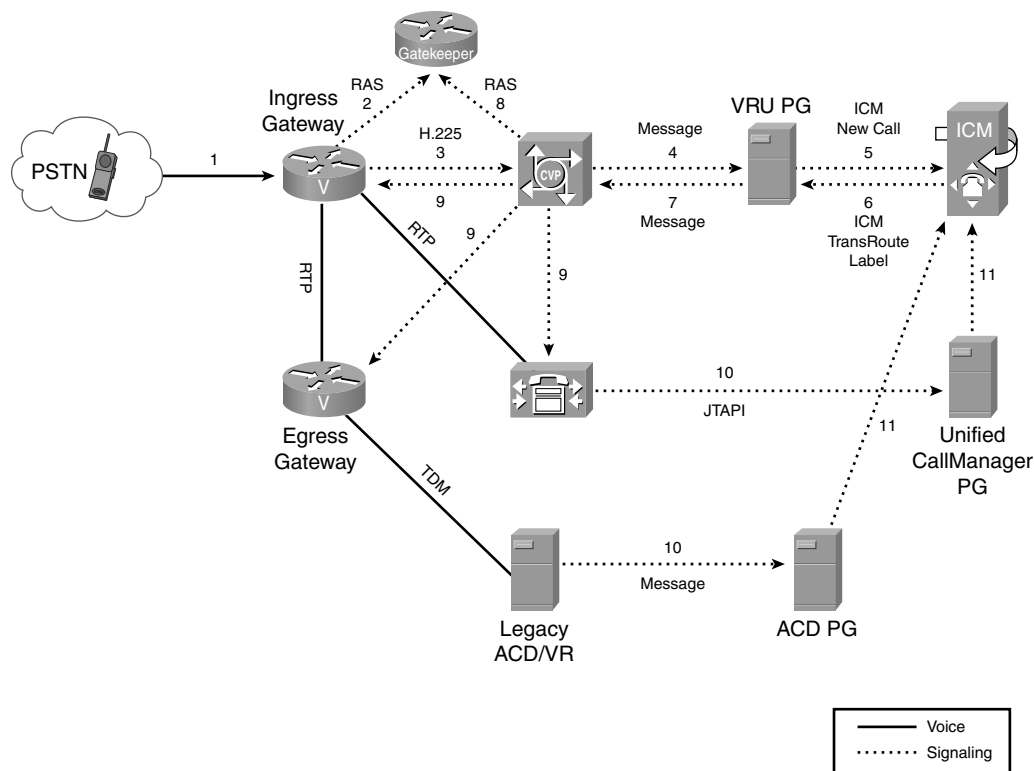 Gatekeeper
RAS
2
RAS
8
Ingress
Gateway
VRU PG
ICM
New Call
ICM
PSTN
1
H.225
3
CVP
Message
4
5
V
9
7
Message
6
ICM
TransRoute
Label
9
RTP
RTP
9
11
V
10
JTAPI
11
Egress
Gateway
Unified
CallManager
PG
TDM
10
Message
Legacy
ACD/VR
ACD PG
Voice
Signaling